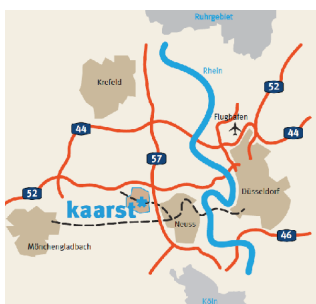 Ruhrgebiet
Rhein
Krefeld
52
Flughafen
44
44
57
52
kaarst
Düsseldorf
Neuss
Mönchengladbach
46
Köln